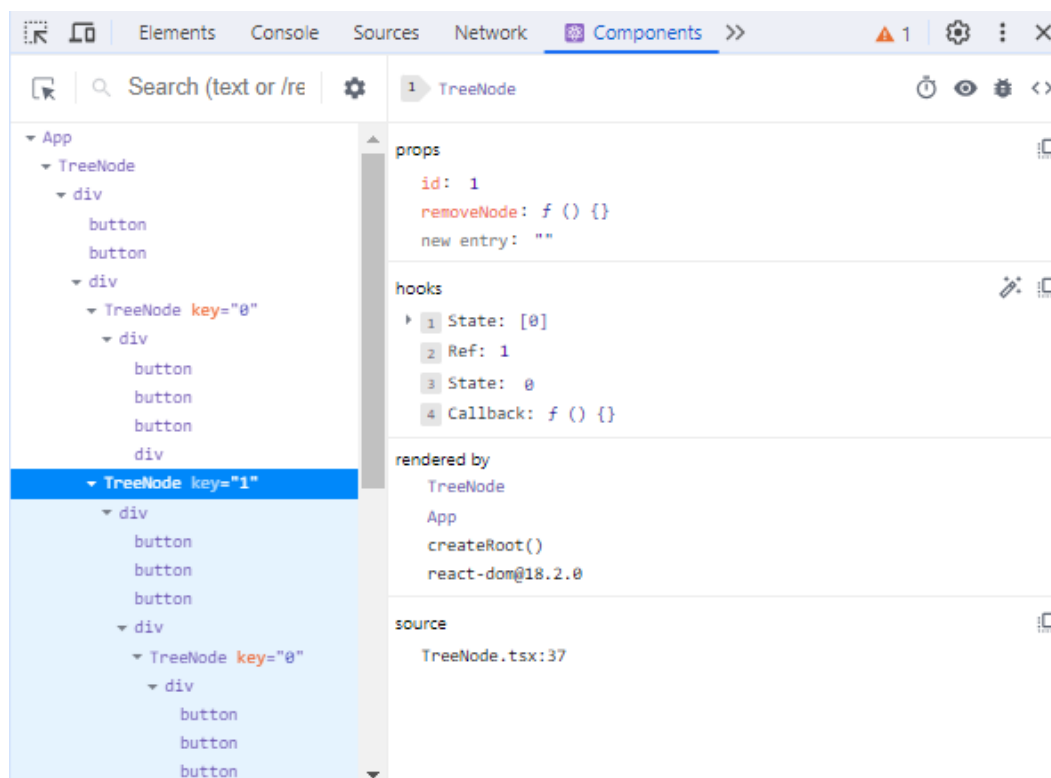 Elements Console Sources Network Components 1
Search (text or /re
1 TreeNode
App
TreeNode
div
button
button
div
TreeNode key="0"
div
button
button
button
div
TreeNode key="1"
div
button
button
button
div
TreeNode key="0"
div
button
button
button
props
id: 1
removeNode: ƒ () {}
new entry: ""
hooks
1 State: [0]
2 Ref: 1
3 State: 0
4 Callback: ƒ () {}
rendered by
TreeNode
App
createRoot()
react-dom@18.2.0
source
TreeNode.tsx:37